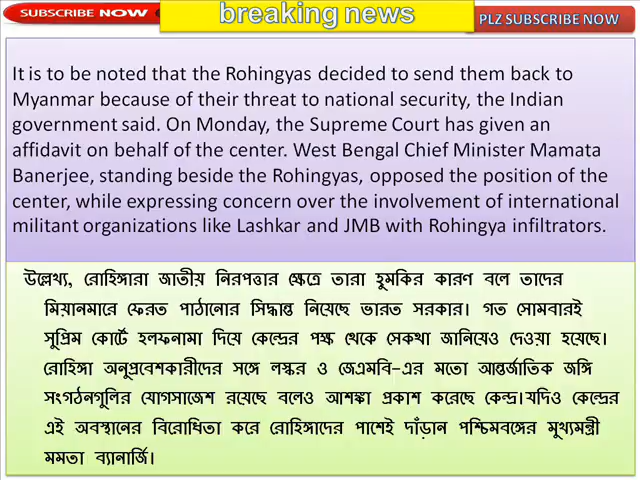 SUBSCRIBE NOW
breaking news
PLZ SUBSCRIBE NOW
It is to be noted that the Rohingyas decided to send them back to
Myanmar because of their threat to national security, the Indian
government said. On Monday, the Supreme Court has given an
affidavit on behalf of the center. West Bengal Chief Minister Mamata
Banerjee, standing beside the Rohingyas, opposed the position of the
center, while expressing concern over the involvement of international
militant organizations like Lashkar and JMB with Rohingya infiltrators.
উল্লেখ্য, রোহিঙ্গারা জাতীয় নিরপত্তার ক্ষেত্রে তারা হুমকির কারণ বলে তাদের
মিয়ানমারে ফেরত পাঠানোর সিদ্ধান্ত নিয়েছে ভারত সরকার। গত সোমবারই
সুপ্রিম কোর্টে হলফনামা দিয়ে কেন্দ্রের পক্ষ থেকে সেকথা জানিয়েও দেওয়া হয়েছে।
রোহিঙ্গা অনুপ্রবেশকারীদের সঙ্গে লস্কর ও জেএমবি-এর মতো আন্তর্জাতিক জঙ্গি
সংগঠনগুলির যোগসাজেশ রয়েছে বলেও আশঙ্কা প্রকাশ করেছে কেন্দ্র।যদিও কেন্দ্রের
এই অবস্থানের বিরোধিতা করে রোহিঙ্গাদের পাশেই দাঁড়ান পশ্চিমবঙ্গের মুখ্যমন্ত্রী
মমতা ব্যানার্জি।